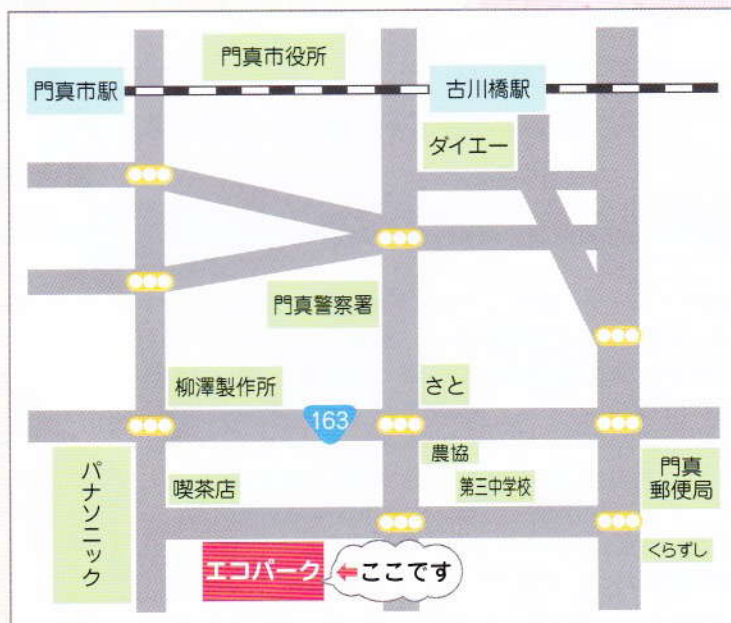 門真市役所
門真市駅
古川橋駅
ダイエー
門真警察署
柳澤製作所
さと
163
農協
パナソニック
喫茶店
第三中学校
門真
郵便局
くらずし
エコパーク
←ここです